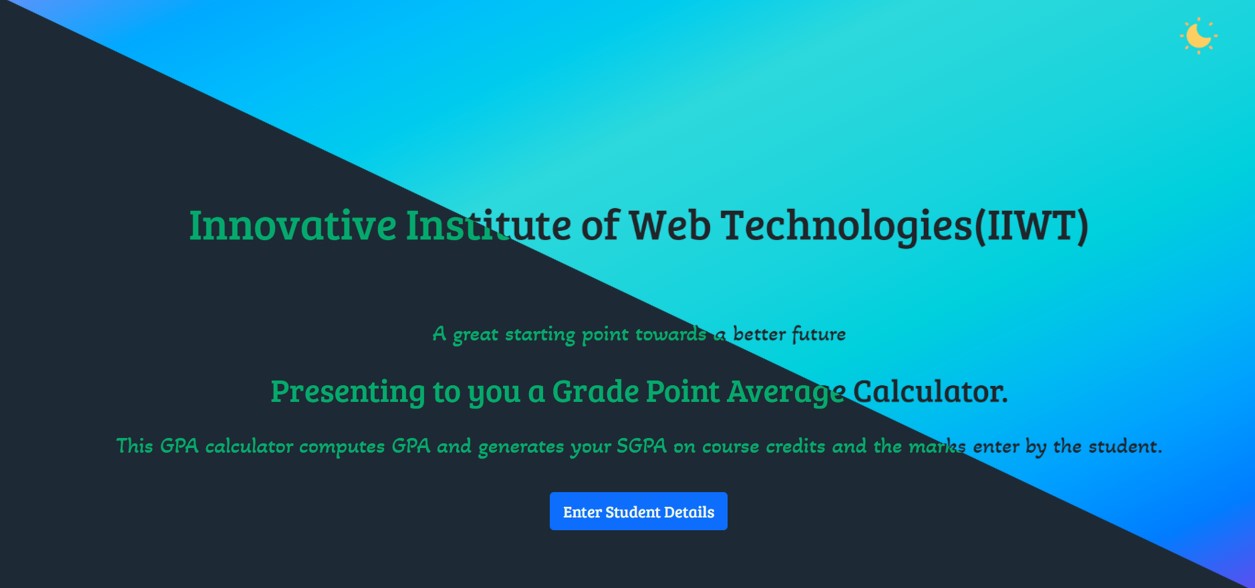 Innovative Institute of Web Technologies(IIWT)
A great starting point towards a better future
Presenting to you a Grade Point Average Calculator.
This GPA calculator computes GPA and generates your SGPA on course credits and the marks enter by the student.
Enter Student Details